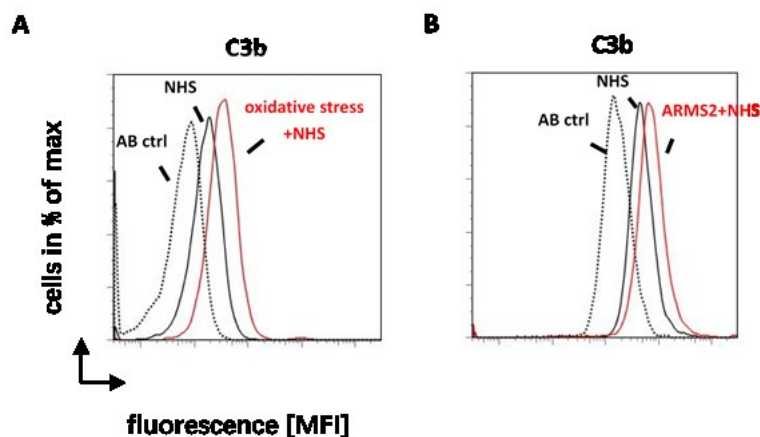 A
C3b
NHS
oxidative stress
+NHS
AB ctrl
B
C3b
NHS
ARMS2+NHS
AB ctrl
cells in % of max
fluorescence [MFI]